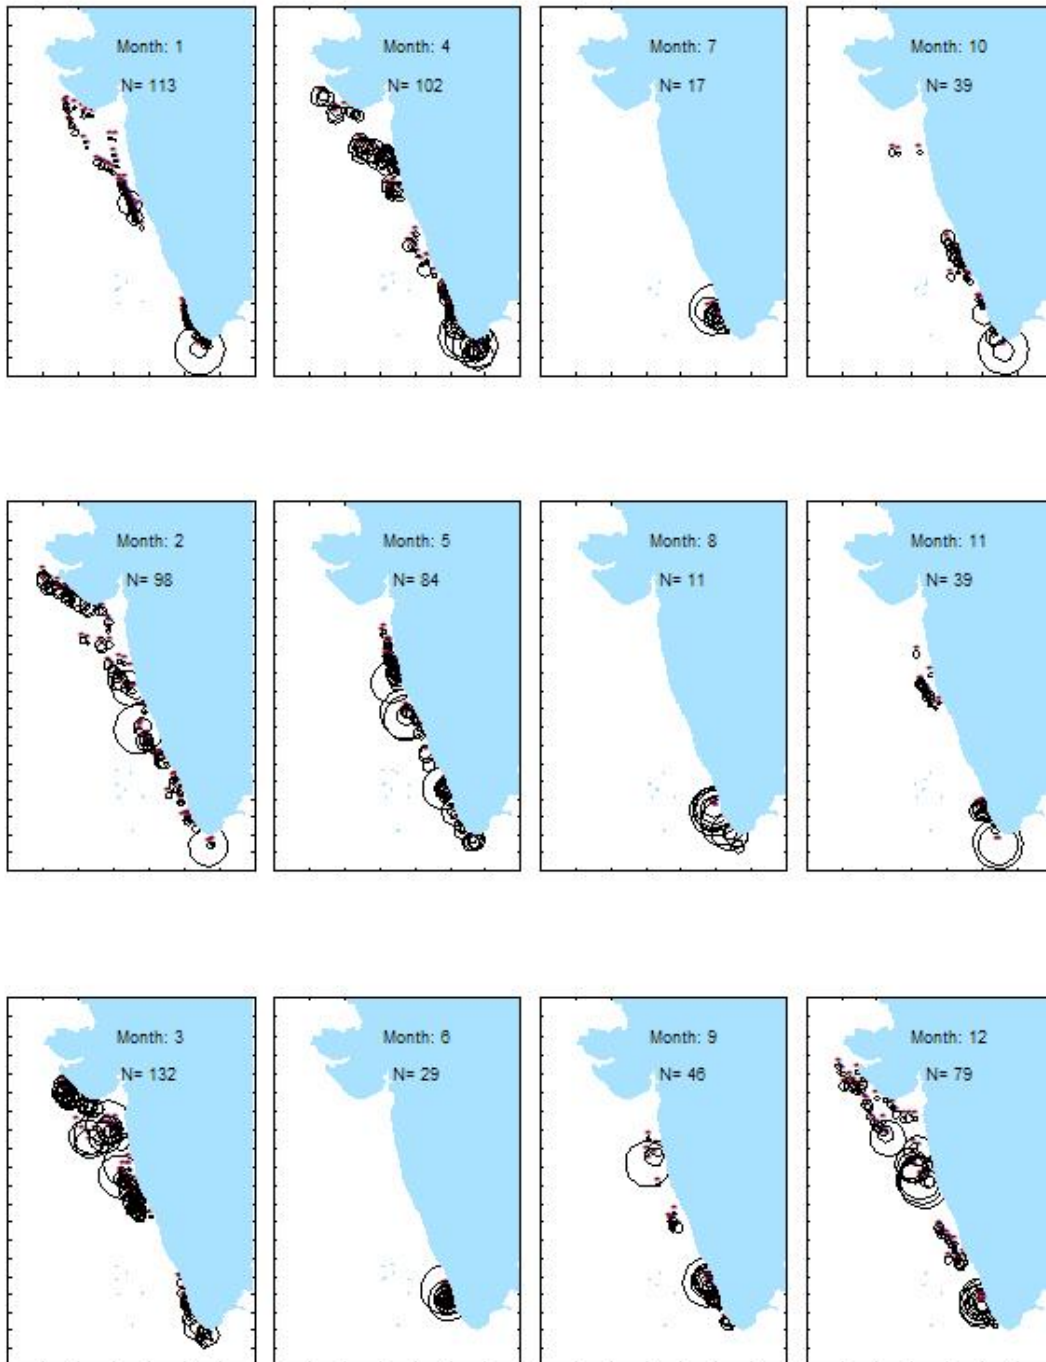 Month: 1
N= 113
Month: 4
N= 102
Month: 7
N= 17
Month: 10
N= 39
Month: 2
N= 98
Month: 5
N= 84
Month: 8
N= 11
Month: 11
N= 39
Month: 3
N= 132
Month: 6
N= 29
Month: 9
N= 46
Month: 12
N= 79